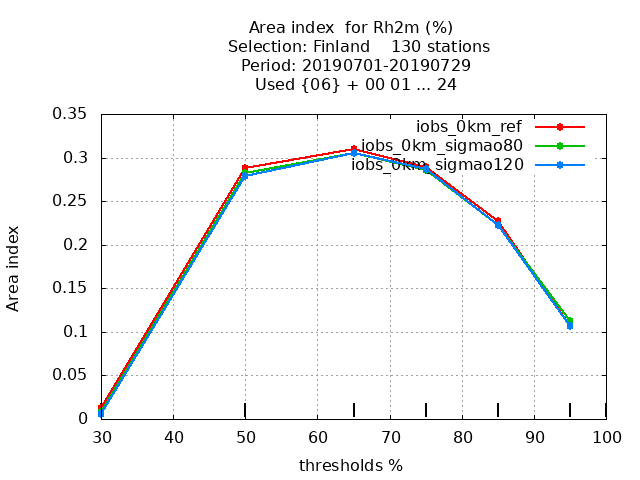 Area index  for Rh2m (%)
Selection: Finland    130 stations
Period: 20190701-20190729
Used {06} + 00 01 ... 24
0.35
0.3
0.25
0.2
0.15
0.1
0.05
0
Area index
iobs_0km_ref
iobs_0km_sigmao80
iobs_0km_sigmao120
30 40 50 60 70 80 90 100
thresholds %